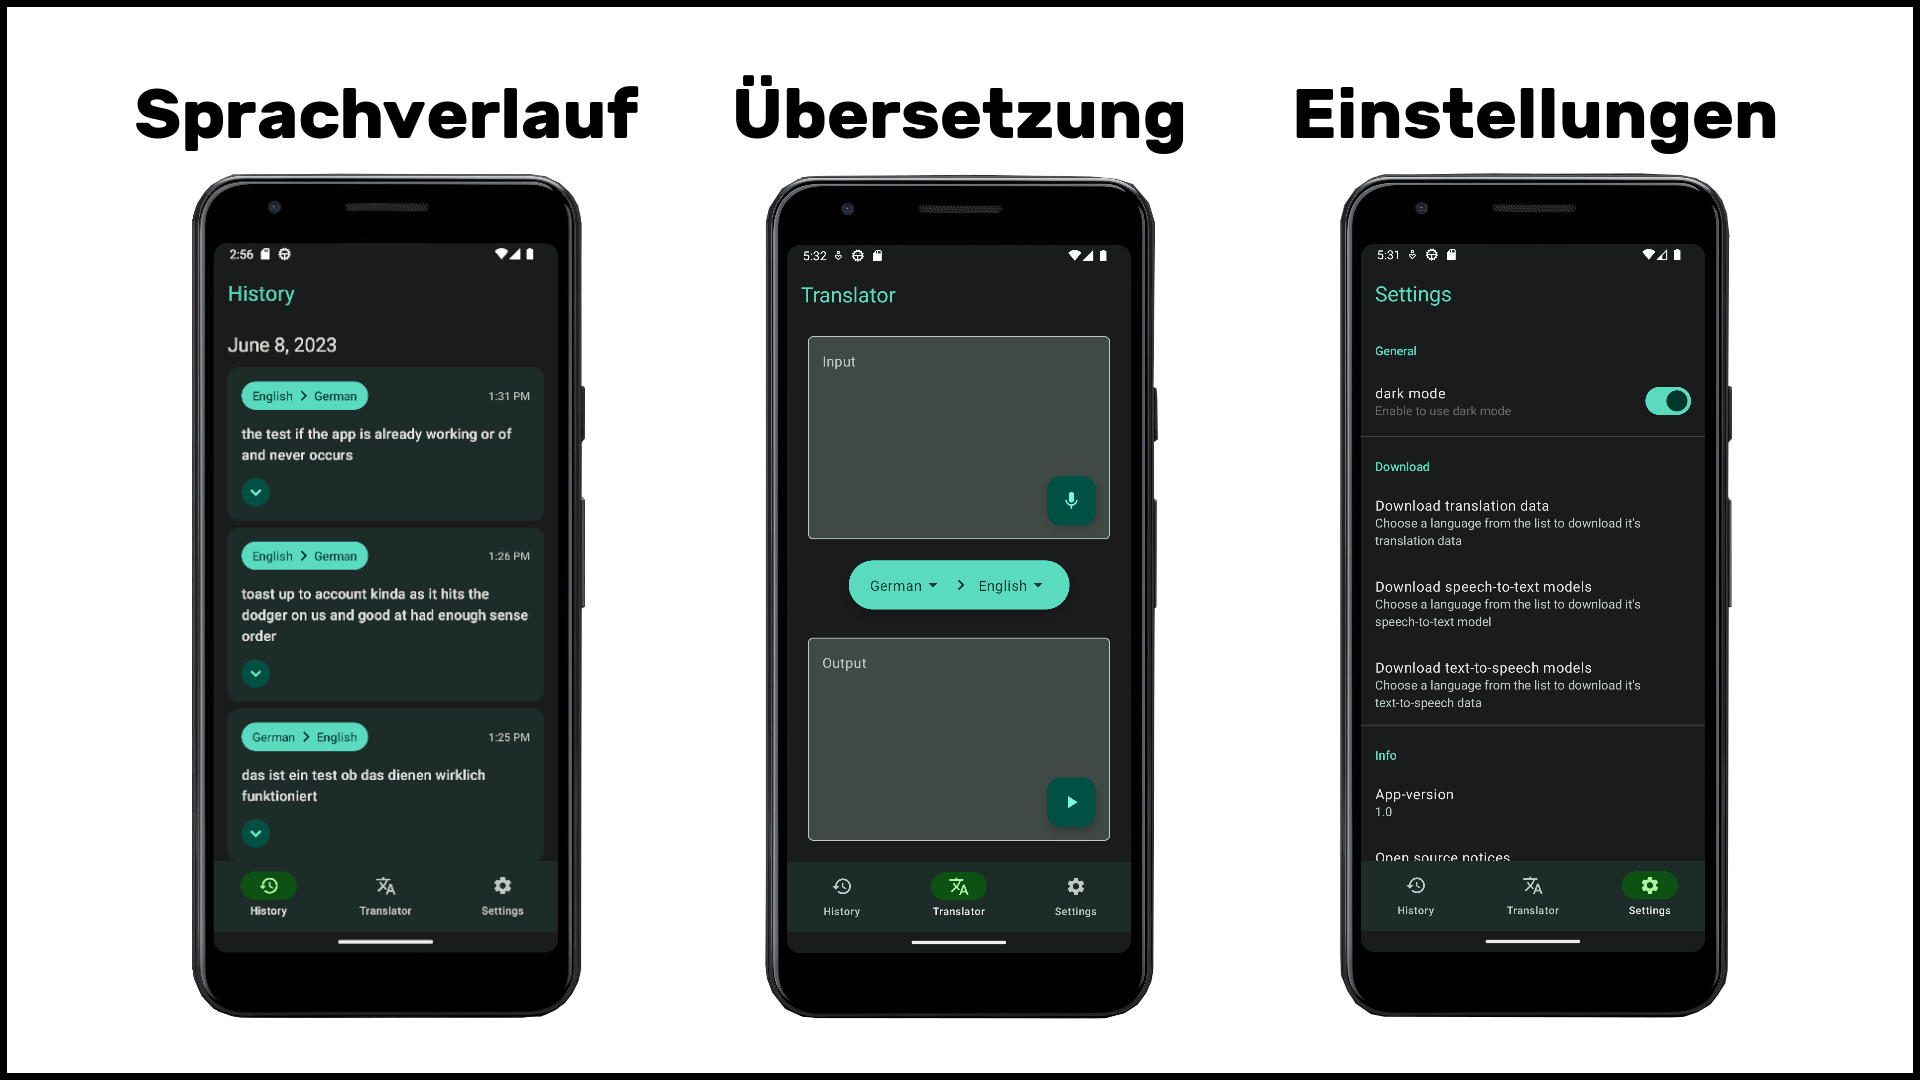 Sprachverlauf
2:56
History
June 8, 2023
English > German
1:31 PM
the test if the app is already working or of
and never occurs
English > German
1:26 PM
toast up to account kinda as it hits the
dodger on us and good at had enough sense
order
German > English
1:25 PM
das ist ein test ob das dienen wirklich
funktioniert
History
Translator
Settings
Übersetzung
5:32
Translator
Input
German > English
Output
History
Translator
Settings
Einstellungen
5:31
Settings
General
dark mode
Enable to use dark mode
Download
Download translation data
Choose a language from the list to download it's
translation data
Download speech-to-text models
Choose a language from the list to download it's
speech-to-text model
Download text-to-speech models
Choose a language from the list to download it's
text-to-speech data
Info
App-version
1.0
Open source notices
History
Translator
Settings